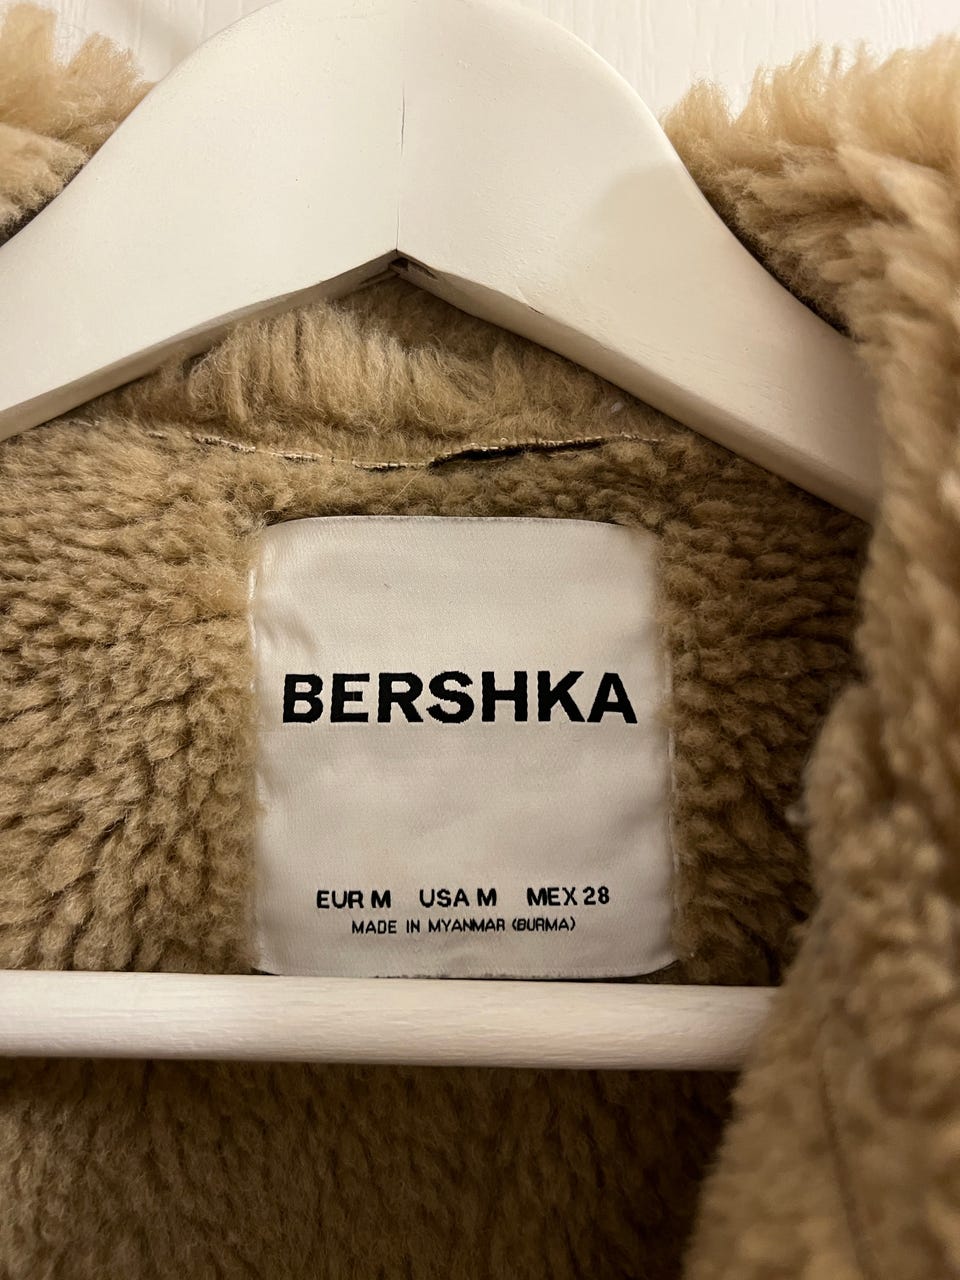 BERSHKA
EUR M USA M MEX 28
MADE IN MYANMAR (BURMA)